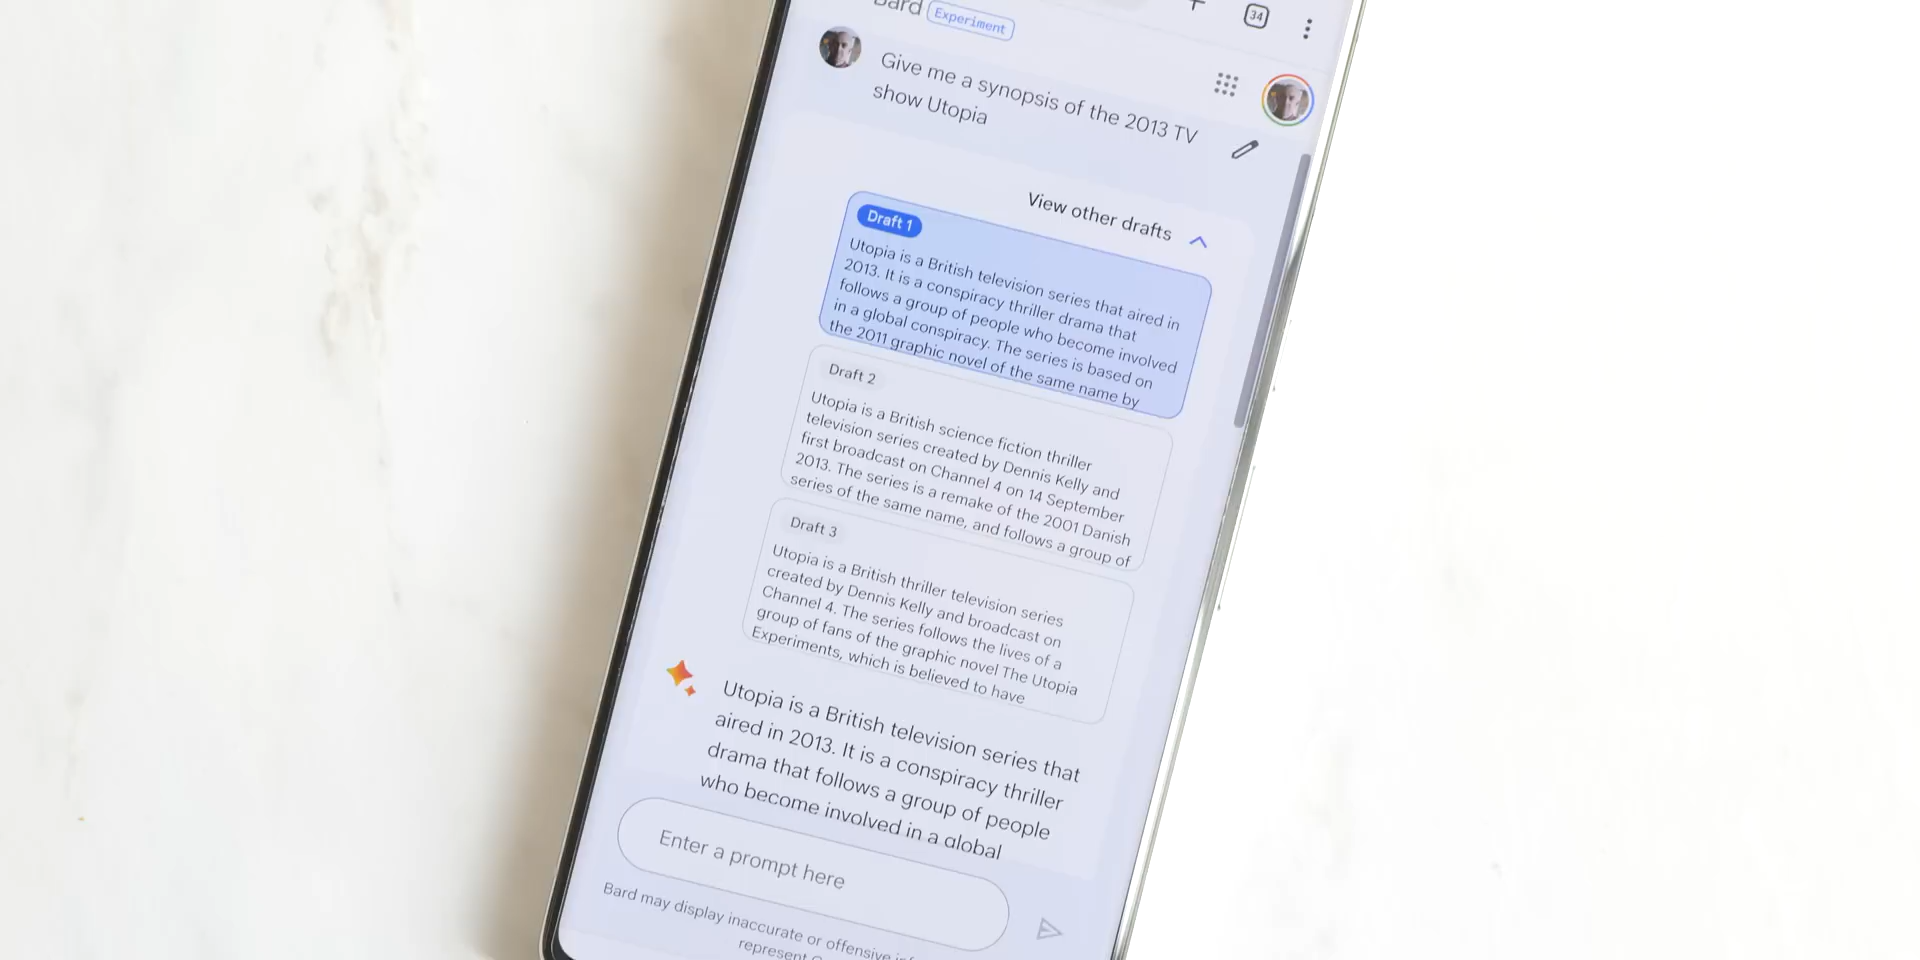 Bard Experiment
34
Give me a synopsis of the 2013 TV
show Utopia
View other drafts
Draft 1
Utopia is a British television series that aired in
2013. It is a conspiracy thriller drama that
follows a group of people who become involved
in a global conspiracy. The series is based on
the 2011 graphic novel of the same name by
Draft 2
Utopia is a British science fiction thriller
television series created by Dennis Kelly and
first broadcast on Channel 4 on 14 September
2013. The series is a remake of the 2001 Danish
series of the same name, and follows a group of
Draft 3
Utopia is a British thriller television series
created by Dennis Kelly and broadcast on
Channel 4. The series follows the lives of a
group of fans of the graphic novel The Utopia
Experiments, which is believed to have
Utopia is a British television series that
aired in 2013. It is a conspiracy thriller
drama that follows a group of people
who become involved in a global
Enter a prompt here
Bard may display inaccurate or offensive
represent